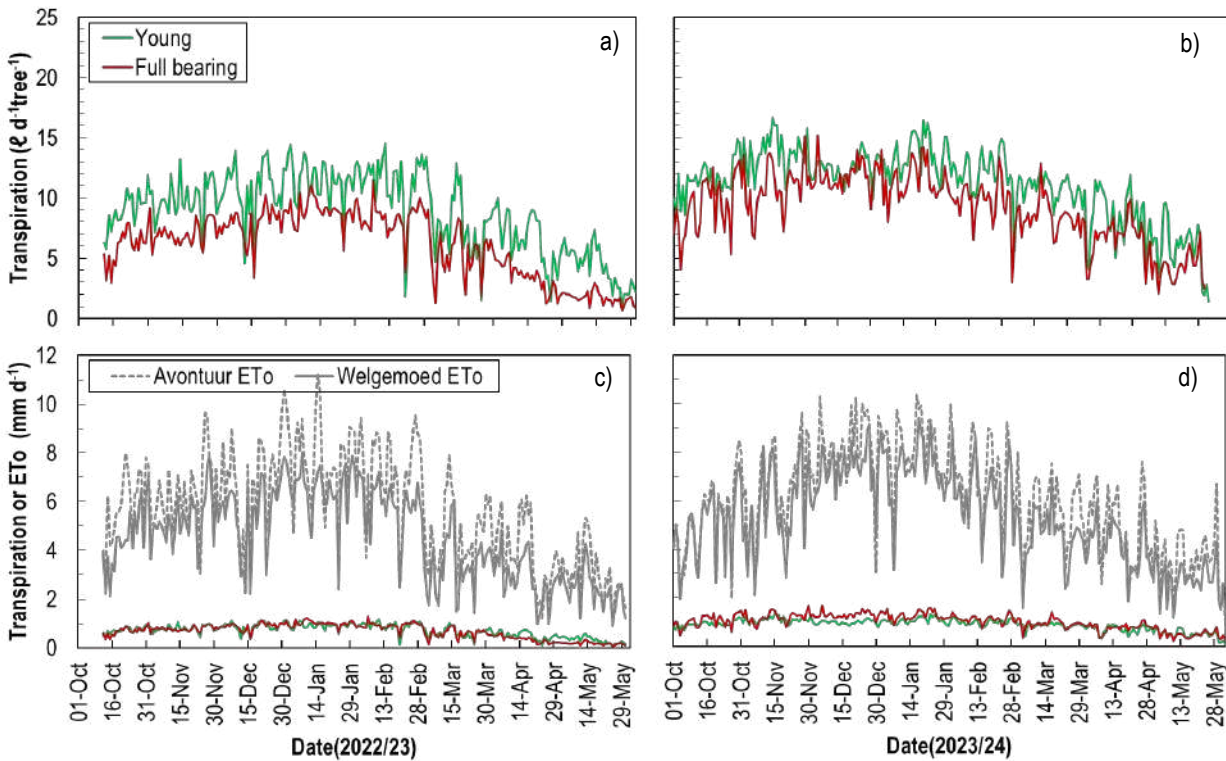 25
20
15
10
5
0
Transpiration (ℓ d⁻¹tree⁻¹)
Young
Full bearing
a)
b)
12
10
8
6
4
2
0
Transpiration or ETo (mm d⁻¹)
Avontuur ETo
Welgemoed ETo
c)
d)
01-Oct
16-Oct
31-Oct
15-Nov
30-Nov
15-Dec
30-Dec
14-Jan
29-Jan
13-Feb
28-Feb
15-Mar
30-Mar
14-Apr
29-Apr
14-May
29-May
Date(2022/23)
01-Oct
16-Oct
31-Oct
15-Nov
30-Nov
15-Dec
30-Dec
14-Jan
29-Jan
13-Feb
28-Feb
14-Mar
29-Mar
13-Apr
28-Apr
13-May
28-May
Date(2023/24)